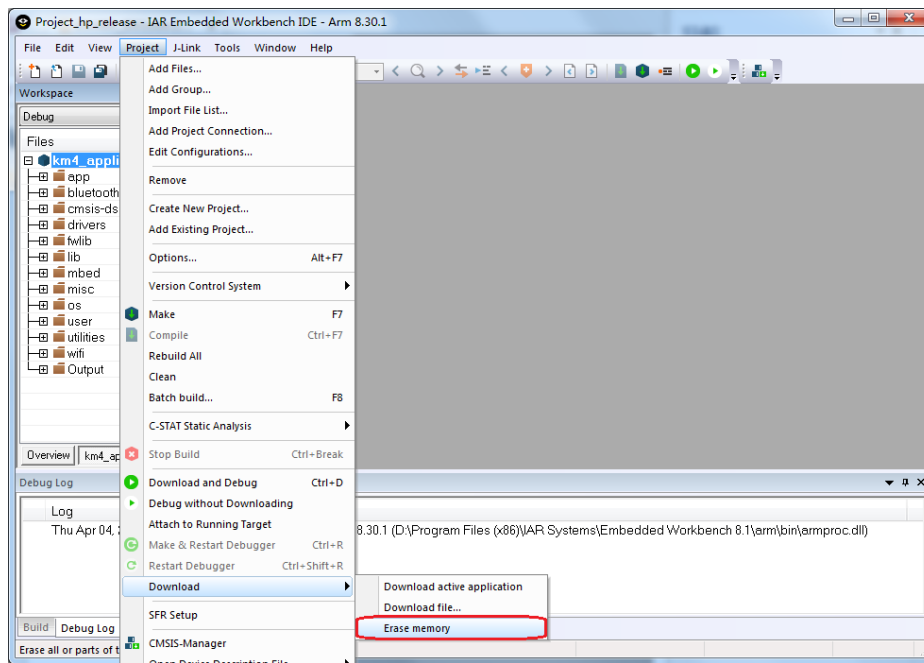 Project_hp_release - IAR Embedded Workbench IDE - Arm 8.30.1
File Edit View Project J-Link Tools Window Help
Workspace
Debug
Files
km4_appli
app
bluetooth
cmsis-ds
drivers
fwlib
lib
mbed
misc
os
user
utilities
wifi
Output
Overview km4_ap
Add Files...
Add Group...
Import File List...
Add Project Connection...
Edit Configurations...
Remove
Create New Project...
Add Existing Project...
Options... Alt+F7
Version Control System
Make F7
Compile Ctrl+F7
Rebuild All
Clean
Batch build... F8
C-STAT Static Analysis
Stop Build Ctrl+Break
Download and Debug Ctrl+D
Debug without Downloading
Attach to Running Target
Make & Restart Debugger Ctrl+R
Restart Debugger Ctrl+Shift+R
Download
SFR Setup
CMSIS-Manager
Open Device Description File
Download active application
Download file...
Erase memory
Debug Log
Log
Thu Apr 04, 8.30.1 (D:\Program Files (x86)\IAR Systems\Embedded Workbench 8.1\arm\bin\armproc.dll)
Build Debug Log
Erase all or parts of t